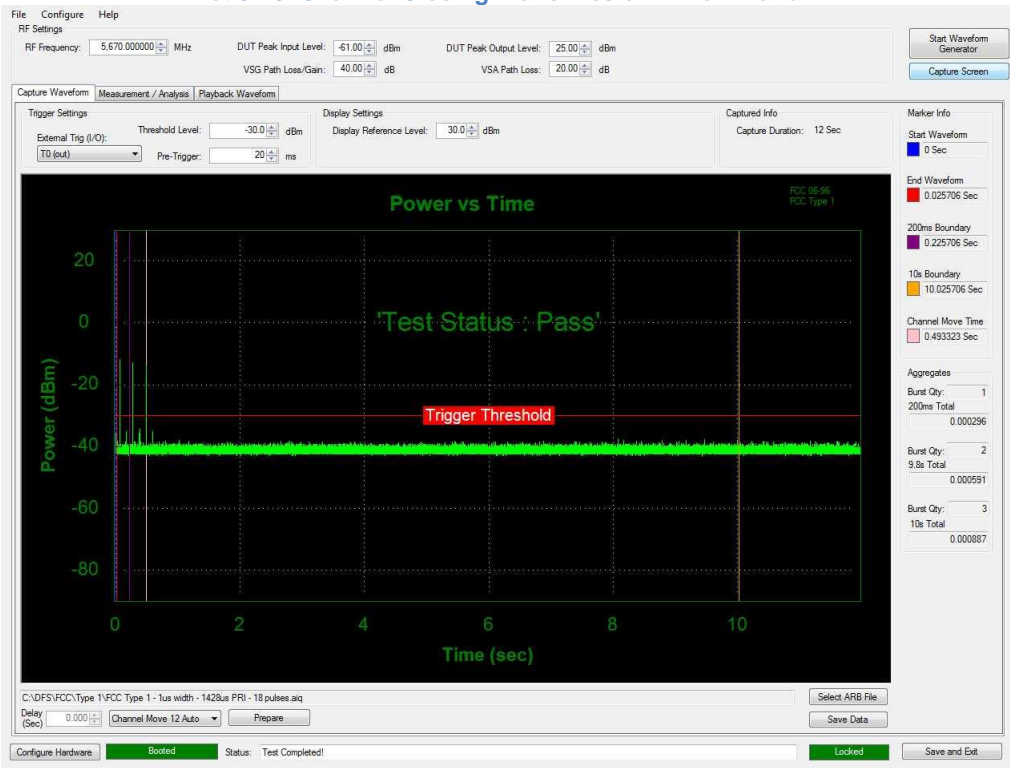 File Configure Help
RF Settings
RF Frequency: 5,670.000000 MHz
DUT Peak Input Level: -61.00 dBm
DUT Peak Output Level: 25.00 dBm
VSG Path Loss/Gain: 40.00 dB
VSA Path Loss: 20.00 dB
Start Waveform Generator
Capture Screen
Capture Waveform Measurement / Analysis Playback Waveform
Trigger Settings
External Trig (I/O):
T0 (out)
Threshold Level: -30.0 dBm
Pre-Trigger: 20 ms
Display Settings
Display Reference Level: 30.0 dBm
Captured Info
Capture Duration: 12 Sec
Power vs Time
FCC 06-96
FCC Type 1
'Test Status : Pass'
Trigger Threshold
Power (dBm)
20
0
-20
-40
-60
-80
0 2 4 6 8 10
Time (sec)
Marker Info
Start Waveform
0 Sec
End Waveform
0.025706 Sec
200ms Boundary
0.225706 Sec
10s Boundary
10.025706 Sec
Channel Move Time
0.493323 Sec
Aggregates
Burst Qty: 1
200ms Total
0.000296
Burst Qty: 2
9.8s Total
0.000591
Burst Qty: 3
10s Total
0.000887
C:\DFS\FCC\Type 1\FCC Type 1 - 1us width - 1428us PRI - 18 pulses.aiq
Select ARB File
Delay (Sec) 0.000 Channel Move 12 Auto Prepare
Save Data
Configure Hardware Booted Status: Test Completed! Locked Save and Exit